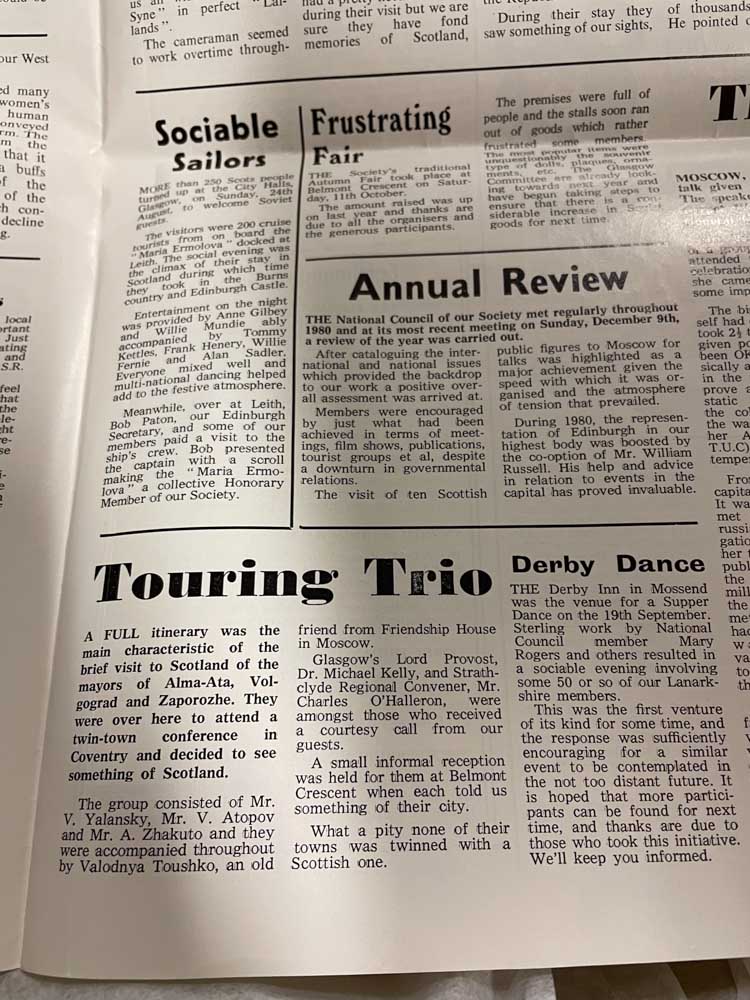 us an
Syne" in perfect "Lal-
lands".
The cameraman seemed
to work overtime through-
during their visit but we are
sure they have fond
memories of Scotland,
During their stay they
saw something of our sights,
of thousands
He pointed
our West
ed many
women's
human
onveyed
rm. The
m the
that it
a buffs
of the
of the
h con-
decline
g.
local
ortant
Just
ating
and
S.R.
feel
that
the
le-
ght
re-
se
Sociable
Sailors
MORE than 250 Scots people
turned up at the City Halls,
Glasgow, on Sunday, 24th
August, to welcome Soviet
guests.
The visitors were 200 cruise
tourists from on board the
"Maria Ermolova" docked at
Leith. The social evening was
the climax of their stay in
Scotland during which time
they took in the Burns
country and Edinburgh Castle.
Entertainment on the night
was provided by Anne Gilbey
and Willie Mundie ably
accompanied by Tommy
Kettles, Frank Henery, Willie
Fernie and Alan Sadler.
Everyone mixed well and
multi-national dancing helped
add to the festive atmosphere.
Meanwhile, over at Leith,
Bob Paton, our Edinburgh
Secretary, and some of our
members paid a visit to the
ship's crew. Bob presented
the captain with a scroll
making the "Maria Ermo-
lova" a collective Honorary
Member of our Society.
Frustrating
Fair
THE Society's traditional
Autumn Fair took place at
Belmont Crescent on Satur-
day, 11th October.
The amount raised was up
on last year and thanks are
due to all the organisers and
the generous participants.
The premises were full of
people and the stalls soon ran
out of goods which rather
frustrated some members.
The most popular items were
unquestionably the souvenir
type of dolls, plaques, orna-
ments, etc. The Glasgow
Committee are already look-
ing towards next year and
have begun taking steps to
ensure that there is a con-
siderable increase in
goods for next time.
Annual Review
THE National Council of our Society met regularly throughout
1980 and at its most recent meeting on Sunday, December 9th,
a review of the year was carried out.
After cataloguing the inter-
national and national issues
which provided the backdrop
to our work a positive over-
all assessment was arrived at.
Members were encouraged
by just what had been
achieved in terms of meet-
ings, film shows, publications,
tourist groups et al, despite
a downturn in governmental
relations.
The visit of ten Scottish
public figures to Moscow for
talks was highlighted as a
major achievement given the
speed with which it was or-
ganised and the atmosphere
of tension that prevailed.
During 1980, the represen-
tation of Edinburgh in our
highest body was boosted by
the co-option of Mr. William
Russell. His help and advice
in relation to events in the
capital has proved invaluable.
Touring Trio
A FULL itinerary was the
main characteristic of the
brief visit to Scotland of the
mayors of Alma-Ata, Vol-
gograd and Zaporozhe. They
were over here to attend a
twin-town conference in
Coventry and decided to see
something of Scotland.
The group consisted of Mr.
V. Yalansky, Mr. V. Atopov
and Mr. A. Zhakuto and they
were accompanied throughout
by Valodnya Toushko, an old
friend from Friendship House
in Moscow.
Glasgow's Lord Provost,
Dr. Michael Kelly, and Strath-
clyde Regional Convener, Mr.
Charles O'Halleron, were
amongst those who received
a courtesy call from our
guests.
A small informal reception
was held for them at Belmont
Crescent when each told us
something of their city.
What a pity none of their
towns was twinned with a
Scottish one.
Derby Dance
THE Derby Inn in Mossend
was the venue for a Supper
Dance on the 19th September.
Sterling work by National
Council member Mary
Rogers and others resulted in
a sociable evening involving
some 50 or so of our Lanark-
shire members.
This was the first venture
of its kind for some time, and
the response was sufficiently
encouraging for a similar
event to be contemplated in
the not too distant future. It
is hoped that more partici-
pants can be found for next
time, and thanks are due to
those who took this initiative.
We'll keep you informed.
T
MOSCOW,
talk given
The speake
of a group
attended
celebratio
she came
some imp
The bi
self had
took 2½ t
given po
been OK
sically a
in the
prove a
static
the co
the wa
her A
T.U.C)
temper
Fro
capita
It wa
met
russi
gatio
her t
publ
the
mill
the
me
had
w
va
to
th